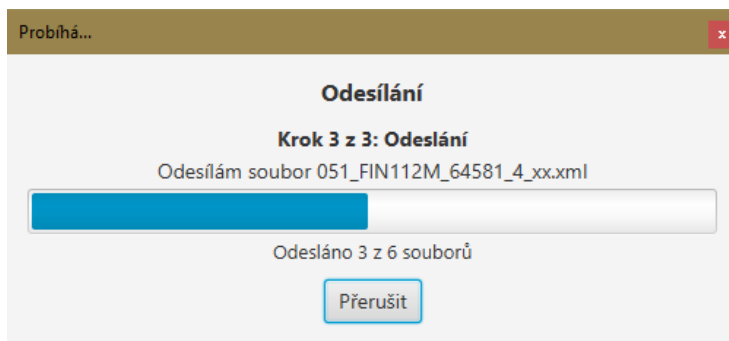 Probíhá...
x
Odesílání
Krok 3 z 3: Odeslání
Odesílám soubor 051_FIN112M_64581_4_xx.xml
Odesláno 3 z 6 souborů
Přerušit